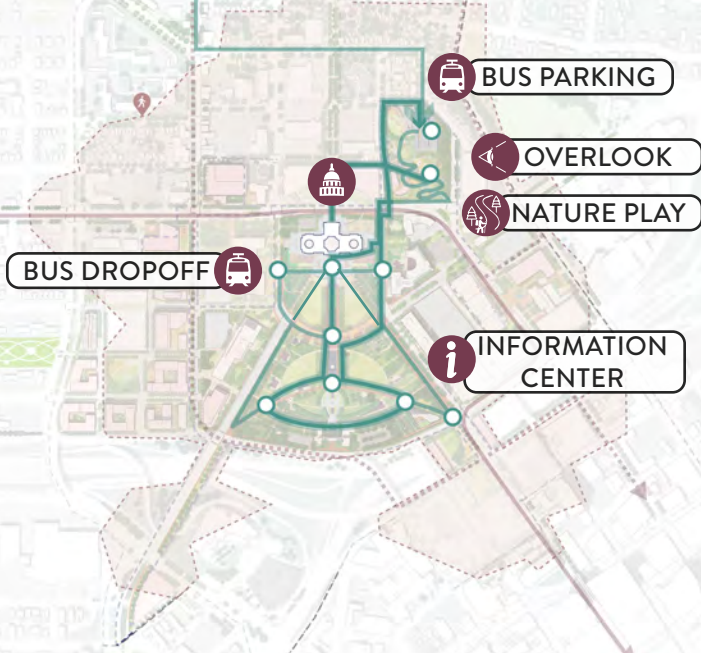 BUS PARKING
OVERLOOK
NATURE PLAY
BUS DROPOFF
i INFORMATION
CENTER